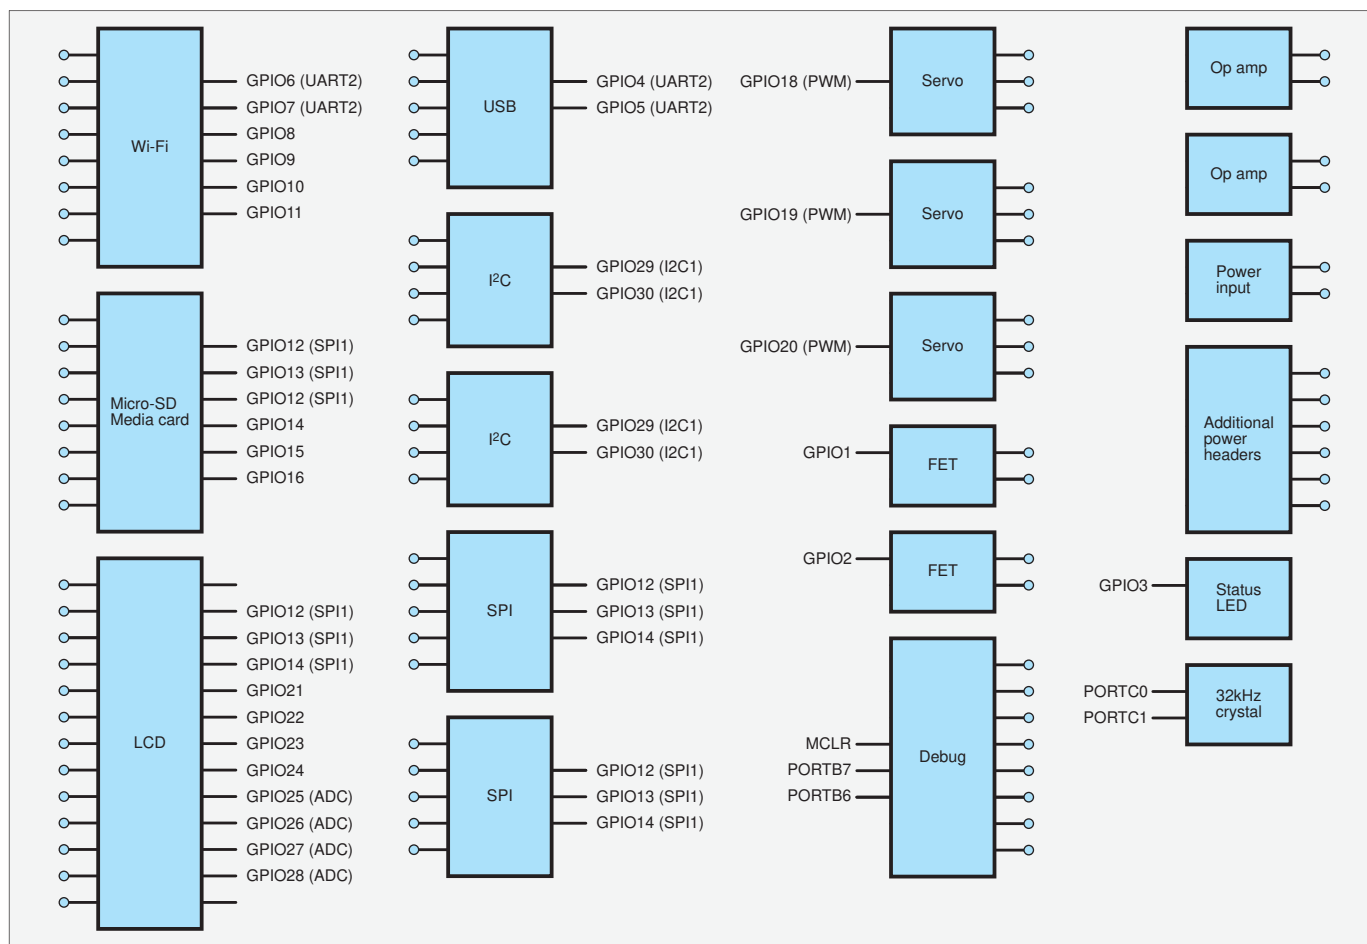 Wi-Fi
GPIO6 (UART2)
GPIO7 (UART2)
GPIO8
GPIO9
GPIO10
GPIO11
Micro-SD
Media card
GPIO12 (SPI1)
GPIO13 (SPI1)
GPIO12 (SPI1)
GPIO14
GPIO15
GPIO16
LCD
GPIO12 (SPI1)
GPIO13 (SPI1)
GPIO14 (SPI1)
GPIO21
GPIO22
GPIO23
GPIO24
GPIO25 (ADC)
GPIO26 (ADC)
GPIO27 (ADC)
GPIO28 (ADC)
USB
GPIO4 (UART2)
GPIO5 (UART2)
I²C
GPIO29 (I2C1)
GPIO30 (I2C1)
I²C
GPIO29 (I2C1)
GPIO30 (I2C1)
SPI
GPIO12 (SPI1)
GPIO13 (SPI1)
GPIO14 (SPI1)
SPI
GPIO12 (SPI1)
GPIO13 (SPI1)
GPIO14 (SPI1)
GPIO18 (PWM)
Servo
GPIO19 (PWM)
Servo
GPIO20 (PWM)
Servo
GPIO1
FET
GPIO2
FET
MCLR
PORTB7
PORTB6
Debug
Op amp
Op amp
Power
input
Additional
power
headers
GPIO3
Status
LED
PORTC0
PORTC1
32kHz
crystal